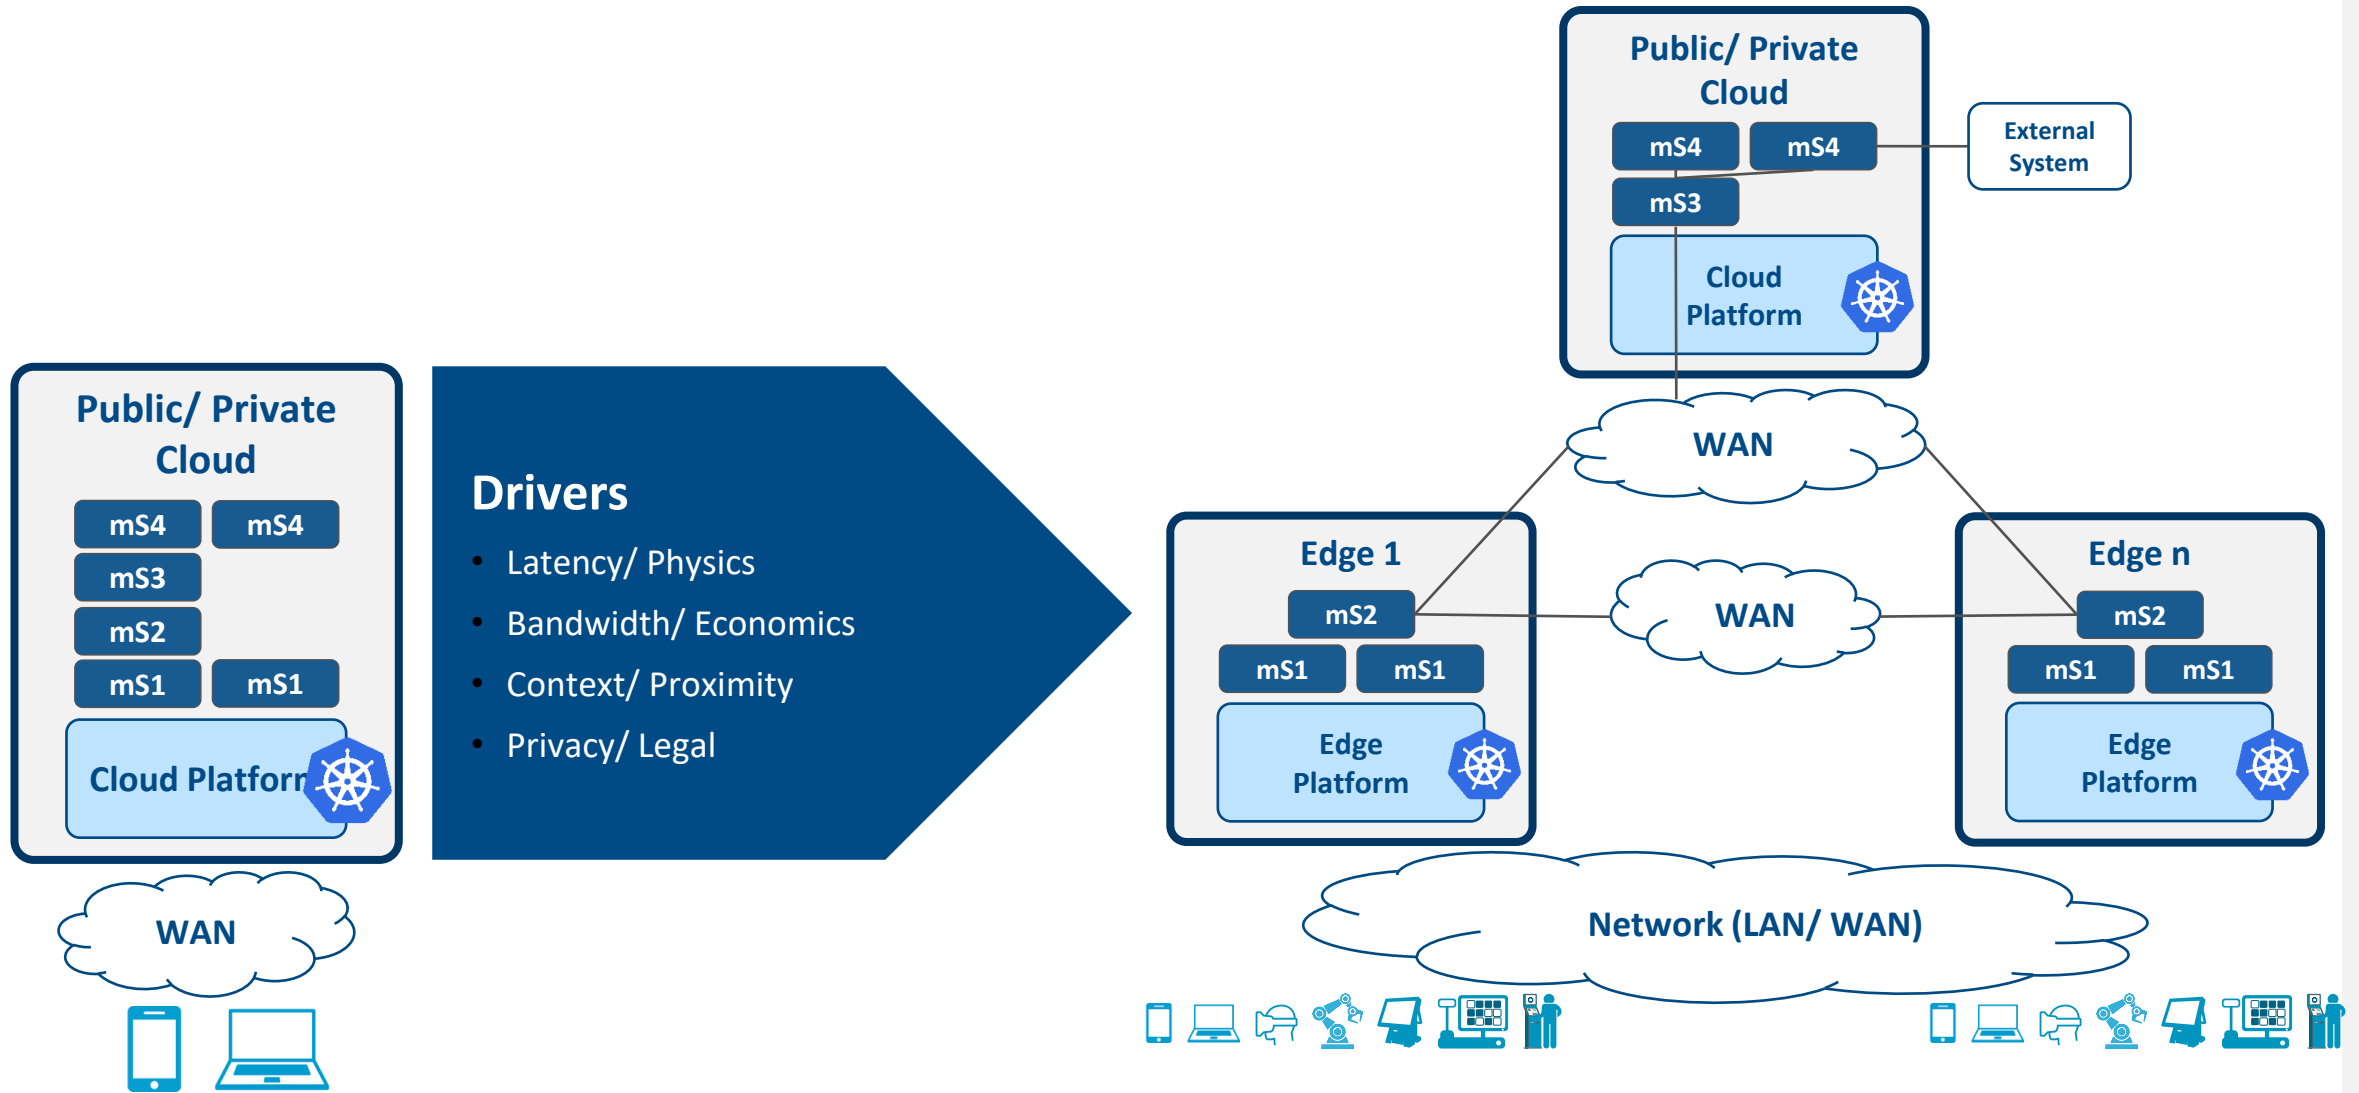 Public/ Private
Cloud
mS4 mS4
mS3
mS2
mS1 mS1
Cloud Platform
WAN
Drivers
• Latency/ Physics
• Bandwidth/ Economics
• Context/ Proximity
• Privacy/ Legal
Public/ Private
Cloud
mS4 mS4
mS3
Cloud
Platform
External
System
WAN
Edge 1
mS2
mS1 mS1
Edge
Platform
WAN
Edge n
mS2
mS1 mS1
Edge
Platform
Network (LAN/ WAN)